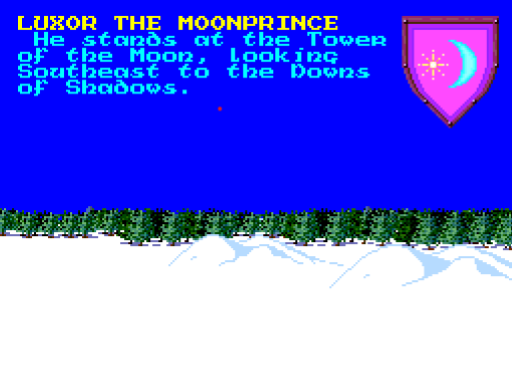 LUXOR THE MOONPRINCE
He stands at the Tower
of the Moon, looking
Southeast to the Downs
of Shadows.